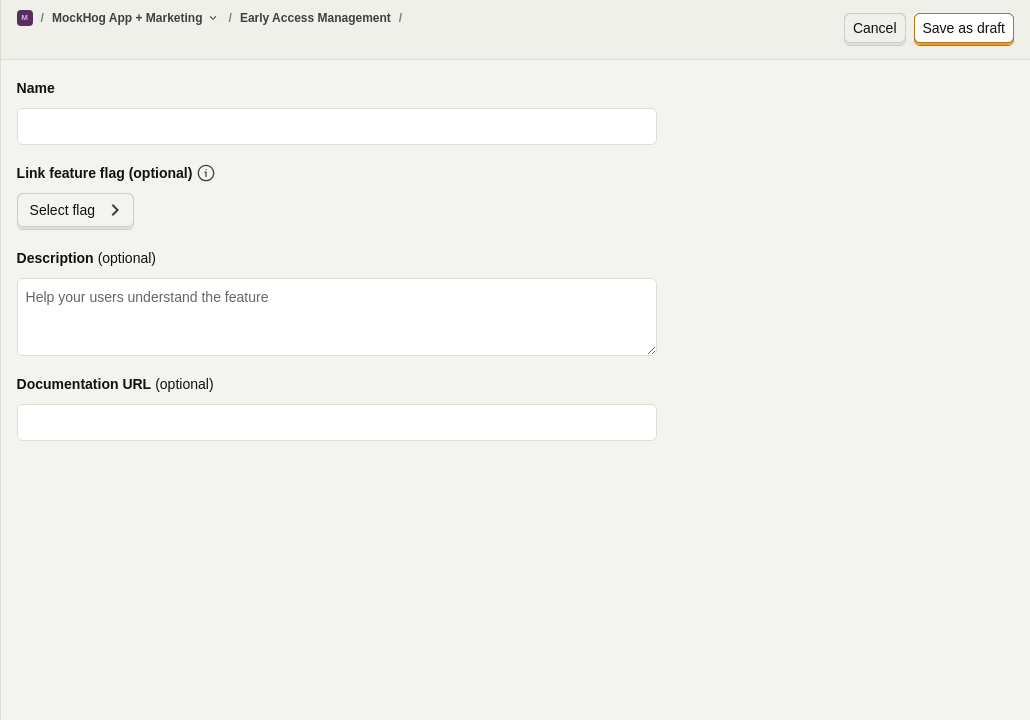 M / MockHog App + Marketing / Early Access Management /
Cancel
Save as draft
Name
Link feature flag (optional)
Select flag
Description (optional)
Help your users understand the feature
Documentation URL (optional)